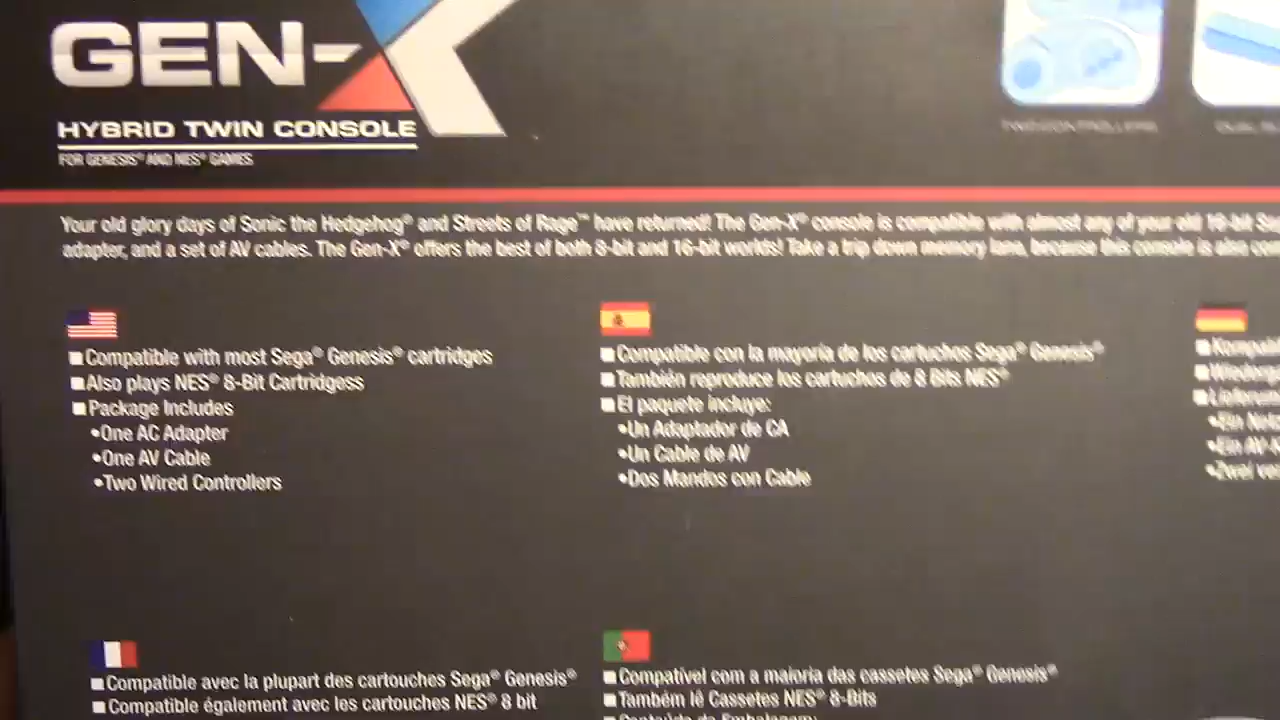 GEN-X
HYBRID TWIN CONSOLE
FOR GENESIS® AND NES® GAMES
Your old glory days of Sonic the Hedgehog® and Streets of Rage™ have returned! The Gen-X® console is compatible with almost any of your old 16-bit
adapter, and a set of AV cables. The Gen-X® offers the best of both 8-bit and 16-bit worlds! Take a trip down memory lane, because this console is also
■Compatible with most Sega® Genesis® cartridges
■Also plays NES® 8-Bit Cartridgess
■Package Includes
•One AC Adapter
•One AV Cable
•Two Wired Controllers
■Compatible con la mayoría de los cartuchos Sega® Genesis®
■También reproduce los cartuchos de 8 Bits NES®
■El paquete incluye:
•Un Adaptador de CA
•Un Cable de AV
•Dos Mandos con Cable
■Compatible avec la plupart des cartouches Sega® Genesis®
■Compatible également avec les cartouches NES® 8 bit
■Compatível com a maioria das cassetes Sega® Genesis®
■Também lê Cassetes NES® 8-Bits